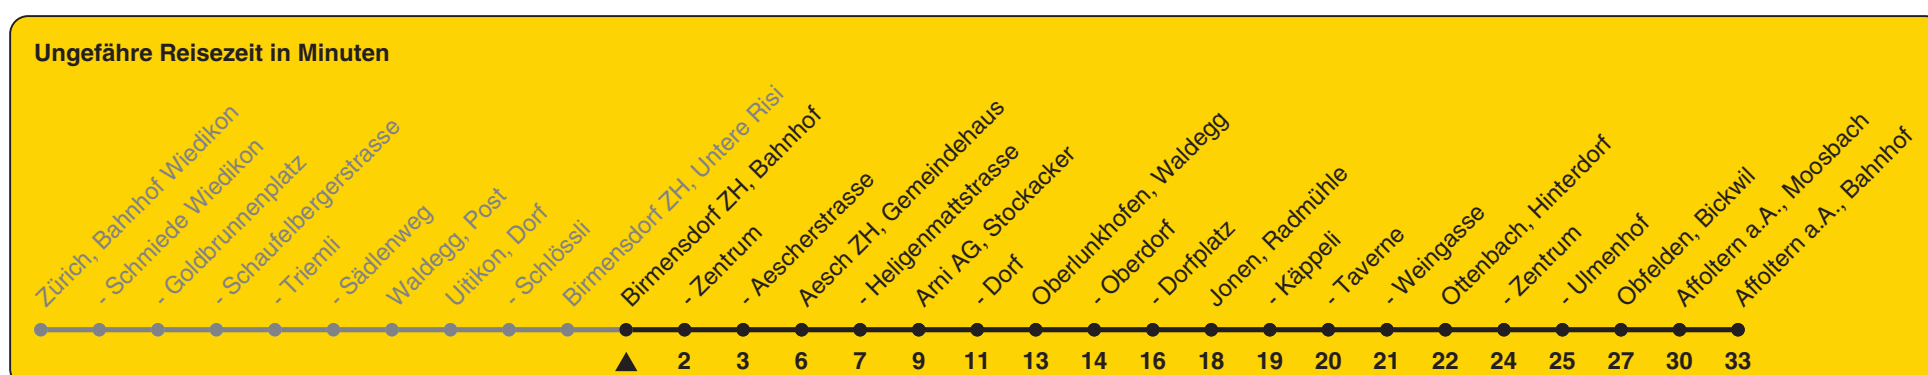 Ungefähre Reisezeit in Minuten
Zürich, Bahnhof Wiedikon
- Schmiede Wiedikon
- Goldbrunnenplatz
- Schaufelbergerstrasse
- Triemli
- Sädlenweg
Waldegg, Post
Uitikon, Dorf
- Schlössli
Birmensdorf ZH, Untere Risi
Birmensdorf ZH, Bahnhof
- Zentrum
- Aescherstrasse
Aesch ZH, Gemeindehaus
- Heligenmattstrasse
Arni AG, Stockacker
- Dorf
Oberlunkhofen, Waldegg
- Oberdorf
- Dorfplatz
Jonen, Radmühle
- Käppeli
- Taverne
- Weingasse
Ottenbach, Hinterdorf
- Zentrum
- Ulmenhof
Obfelden, Bickwil
Affoltern a.A., Moosbach
Affoltern a.A., Bahnhof
2 3 6 7 9 11 13 14 16 18 19 20 21 22 24 25 27 30 33